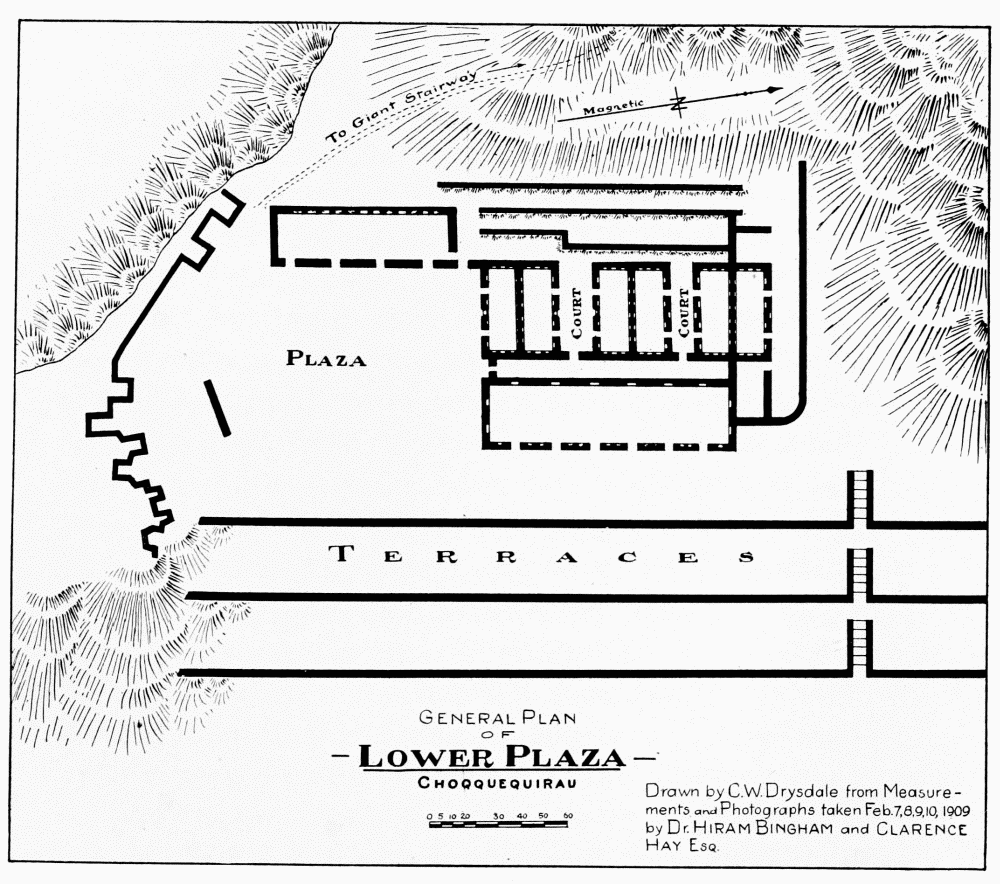 To Giant Stairway
Magnetic
N
COURT
COURT
PLAZA
TERRACES
GENERAL PLAN
OF
– LOWER PLAZA –
CHOQQUEQUIRAU
0 5 10 20 30 40 50 60
Drawn by C.W. Drysdale from Measure-
ments and Photographs taken Feb. 7,8,9,10, 1909
by Dr. HIRAM BINGHAM and CLARENCE
HAY ESQ.